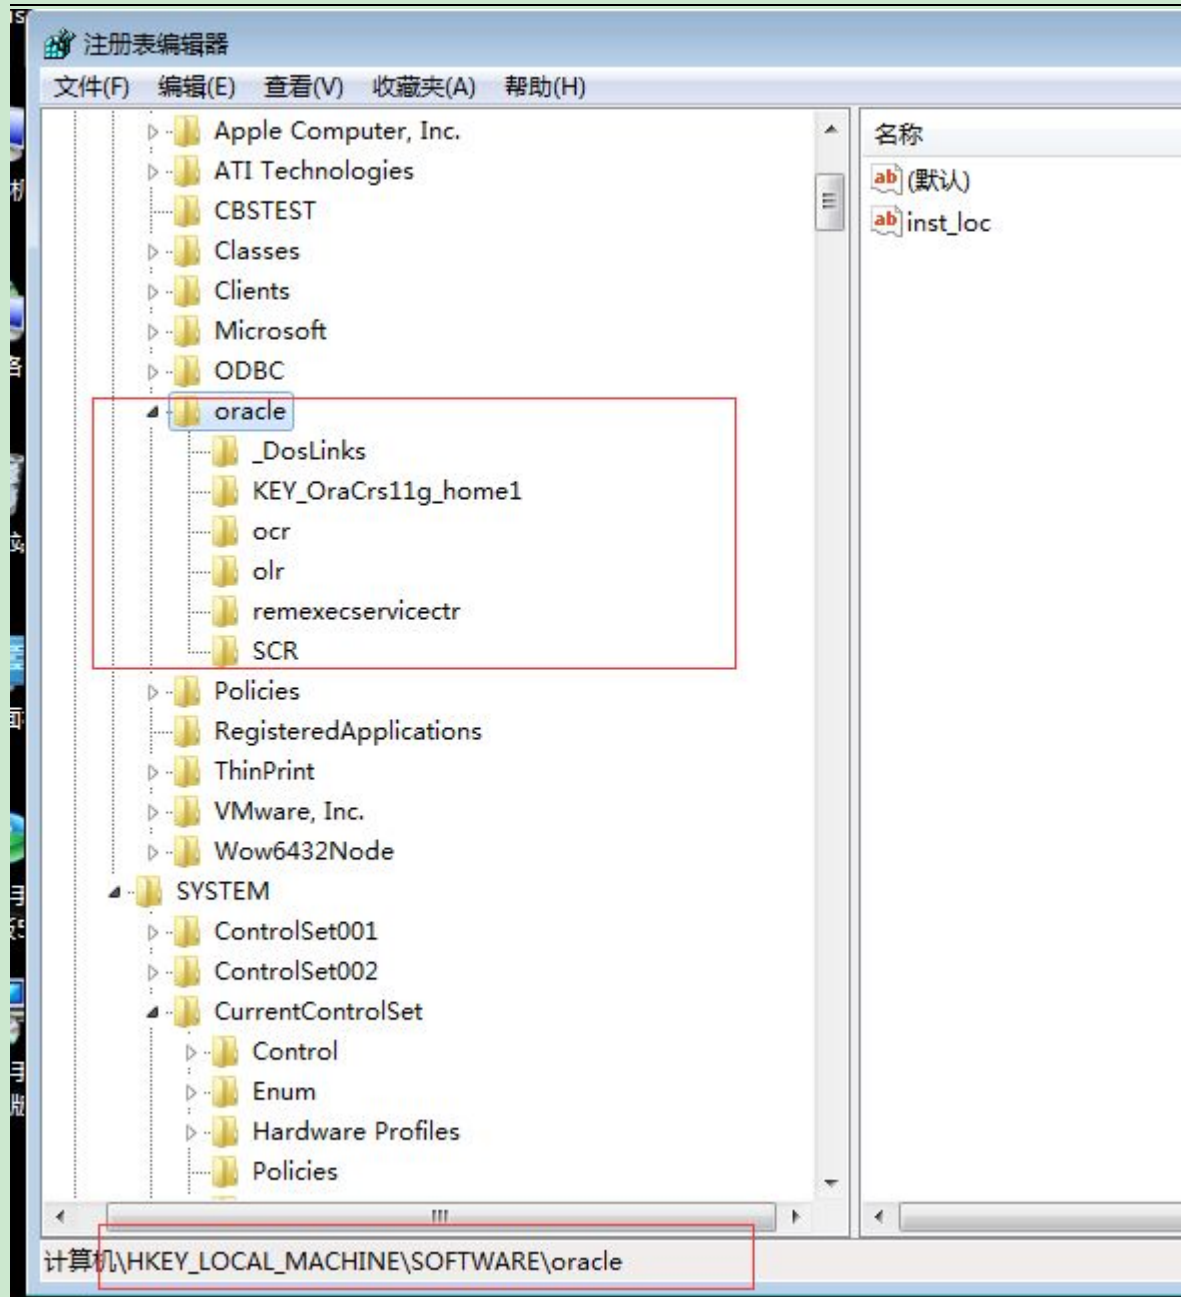 注册表编辑器
文件(F) 编辑(E) 查看(V) 收藏夹(A) 帮助(H)
Apple Computer, Inc.
ATI Technologies
CBSTEST
Classes
Clients
Microsoft
ODBC
oracle
_DosLinks
KEY_OraCrs11g_home1
ocr
olr
remexecservicectr
SCR
Policies
RegisteredApplications
ThinPrint
VMware, Inc.
Wow6432Node
SYSTEM
ControlSet001
ControlSet002
CurrentControlSet
Control
Enum
Hardware Profiles
Policies
名称
ab (默认)
ab inst_loc
计算机\HKEY_LOCAL_MACHINE\SOFTWARE\oracle